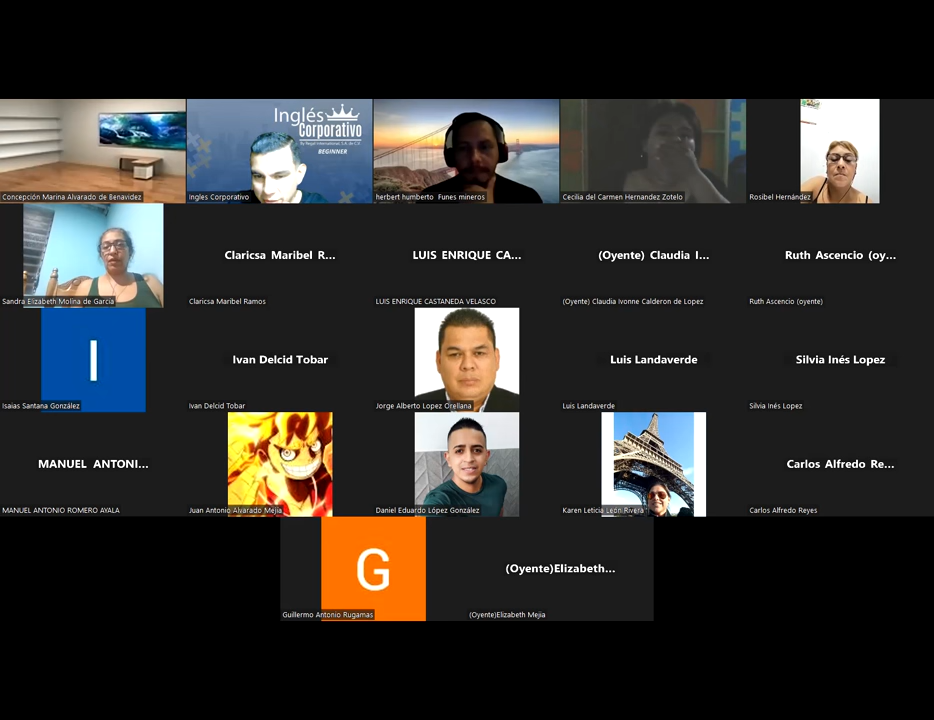 Inglés
Corporativo
By Regal International, S.A. de C.V.
BEGINNER
Concepción Marina Alvarado de Benavidez
Ingles Corporativo
herbert humberto Funes mineros
Cecilia del Carmen Hernandez Zotelo
Rosibel Hernández
Claricsa Maribel R...
LUIS ENRIQUE CA...
(Oyente) Claudia I...
Ruth Ascencio (oy...
Sandra Elizabeth Molina de Garcia
Claricsa Maribel Ramos
LUIS ENRIQUE CASTANEDA VELASCO
(Oyente) Claudia Ivonne Calderon de Lopez
Ruth Ascencio (oyente)
I
Ivan Delcid Tobar
Luis Landaverde
Silvia Inés Lopez
Isaias Santana González
Ivan Delcid Tobar
Jorge Alberto Lopez Orellana
Luis Landaverde
Silvia Inés Lopez
MANUEL ANTONI...
Carlos Alfredo Re...
MANUEL ANTONIO ROMERO AYALA
Juan Antonio Alvarado Mejia
Daniel Eduardo López González
Karen Leticia León Rivera
Carlos Alfredo Reyes
G
(Oyente)Elizabeth...
Guillermo Antonio Rugamas
(Oyente)Elizabeth Mejia